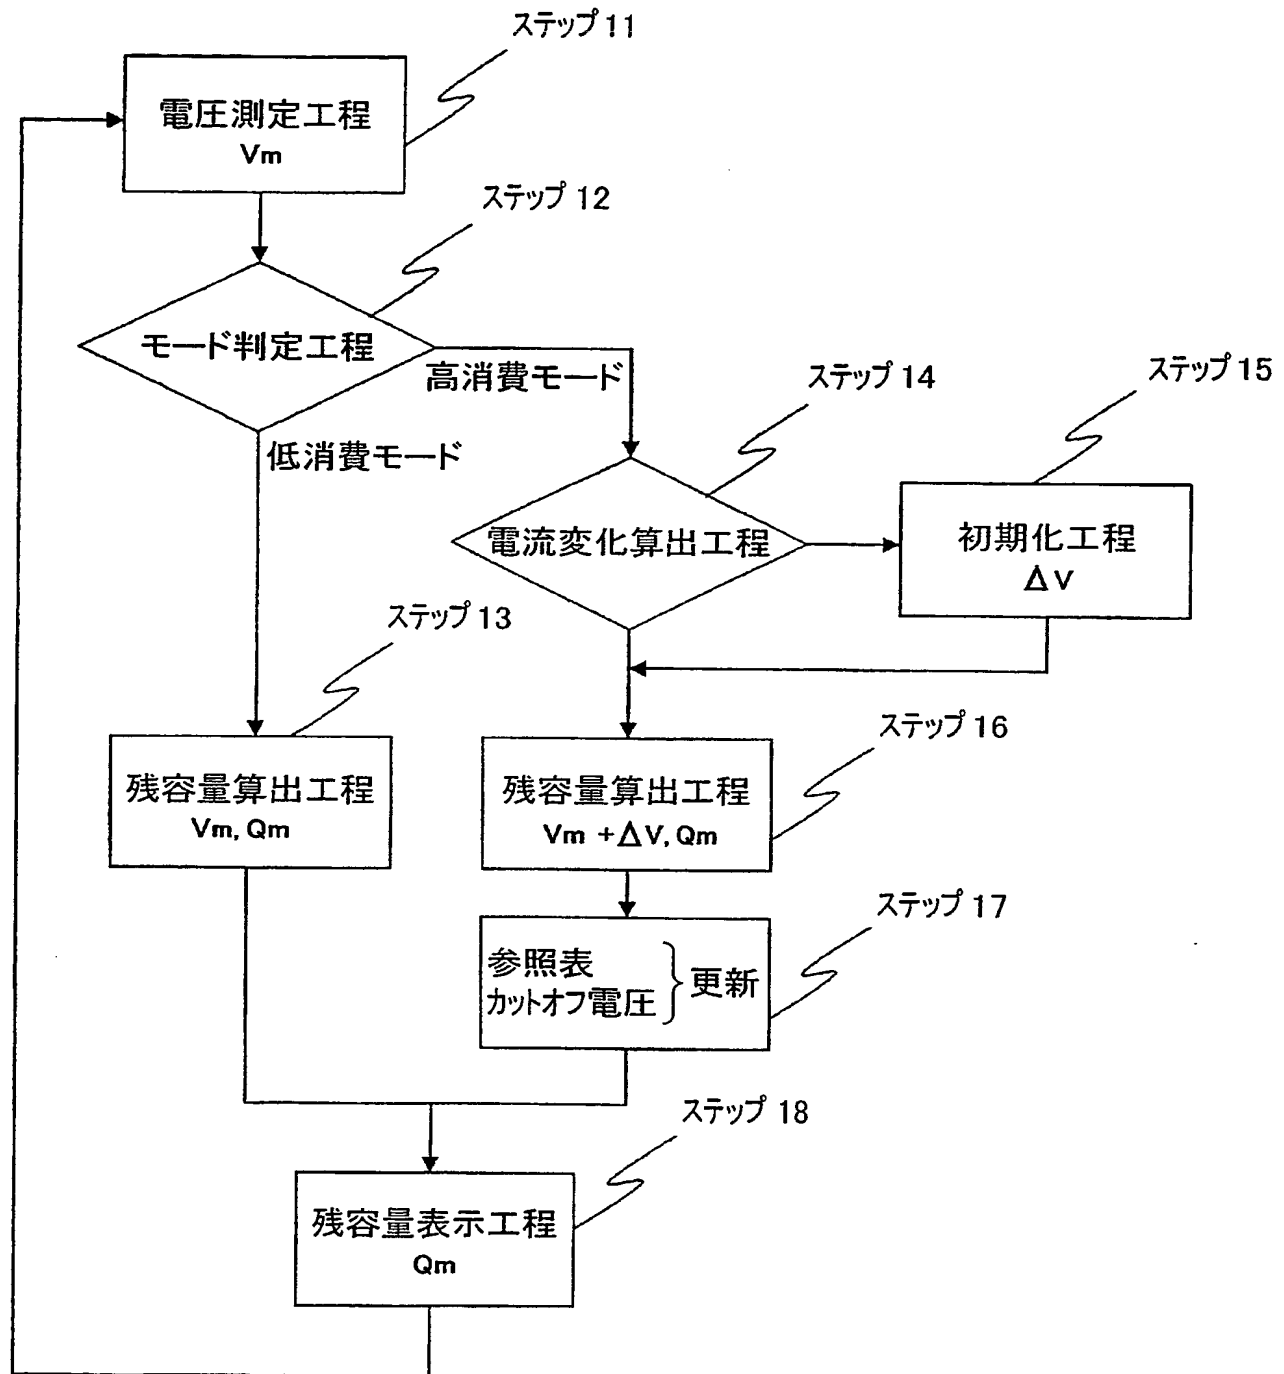 ステップ 11
電圧測定工程
Vm
ステップ 12
モード判定工程
高消費モード
低消費モード
ステップ 14
ステップ 15
電流変化算出工程
初期化工程
ΔV
ステップ 13
残容量算出工程
Vm, Qm
ステップ 16
残容量算出工程
Vm +ΔV, Qm
ステップ 17
参照表
カットオフ電圧
更新
ステップ 18
残容量表示工程
Qm